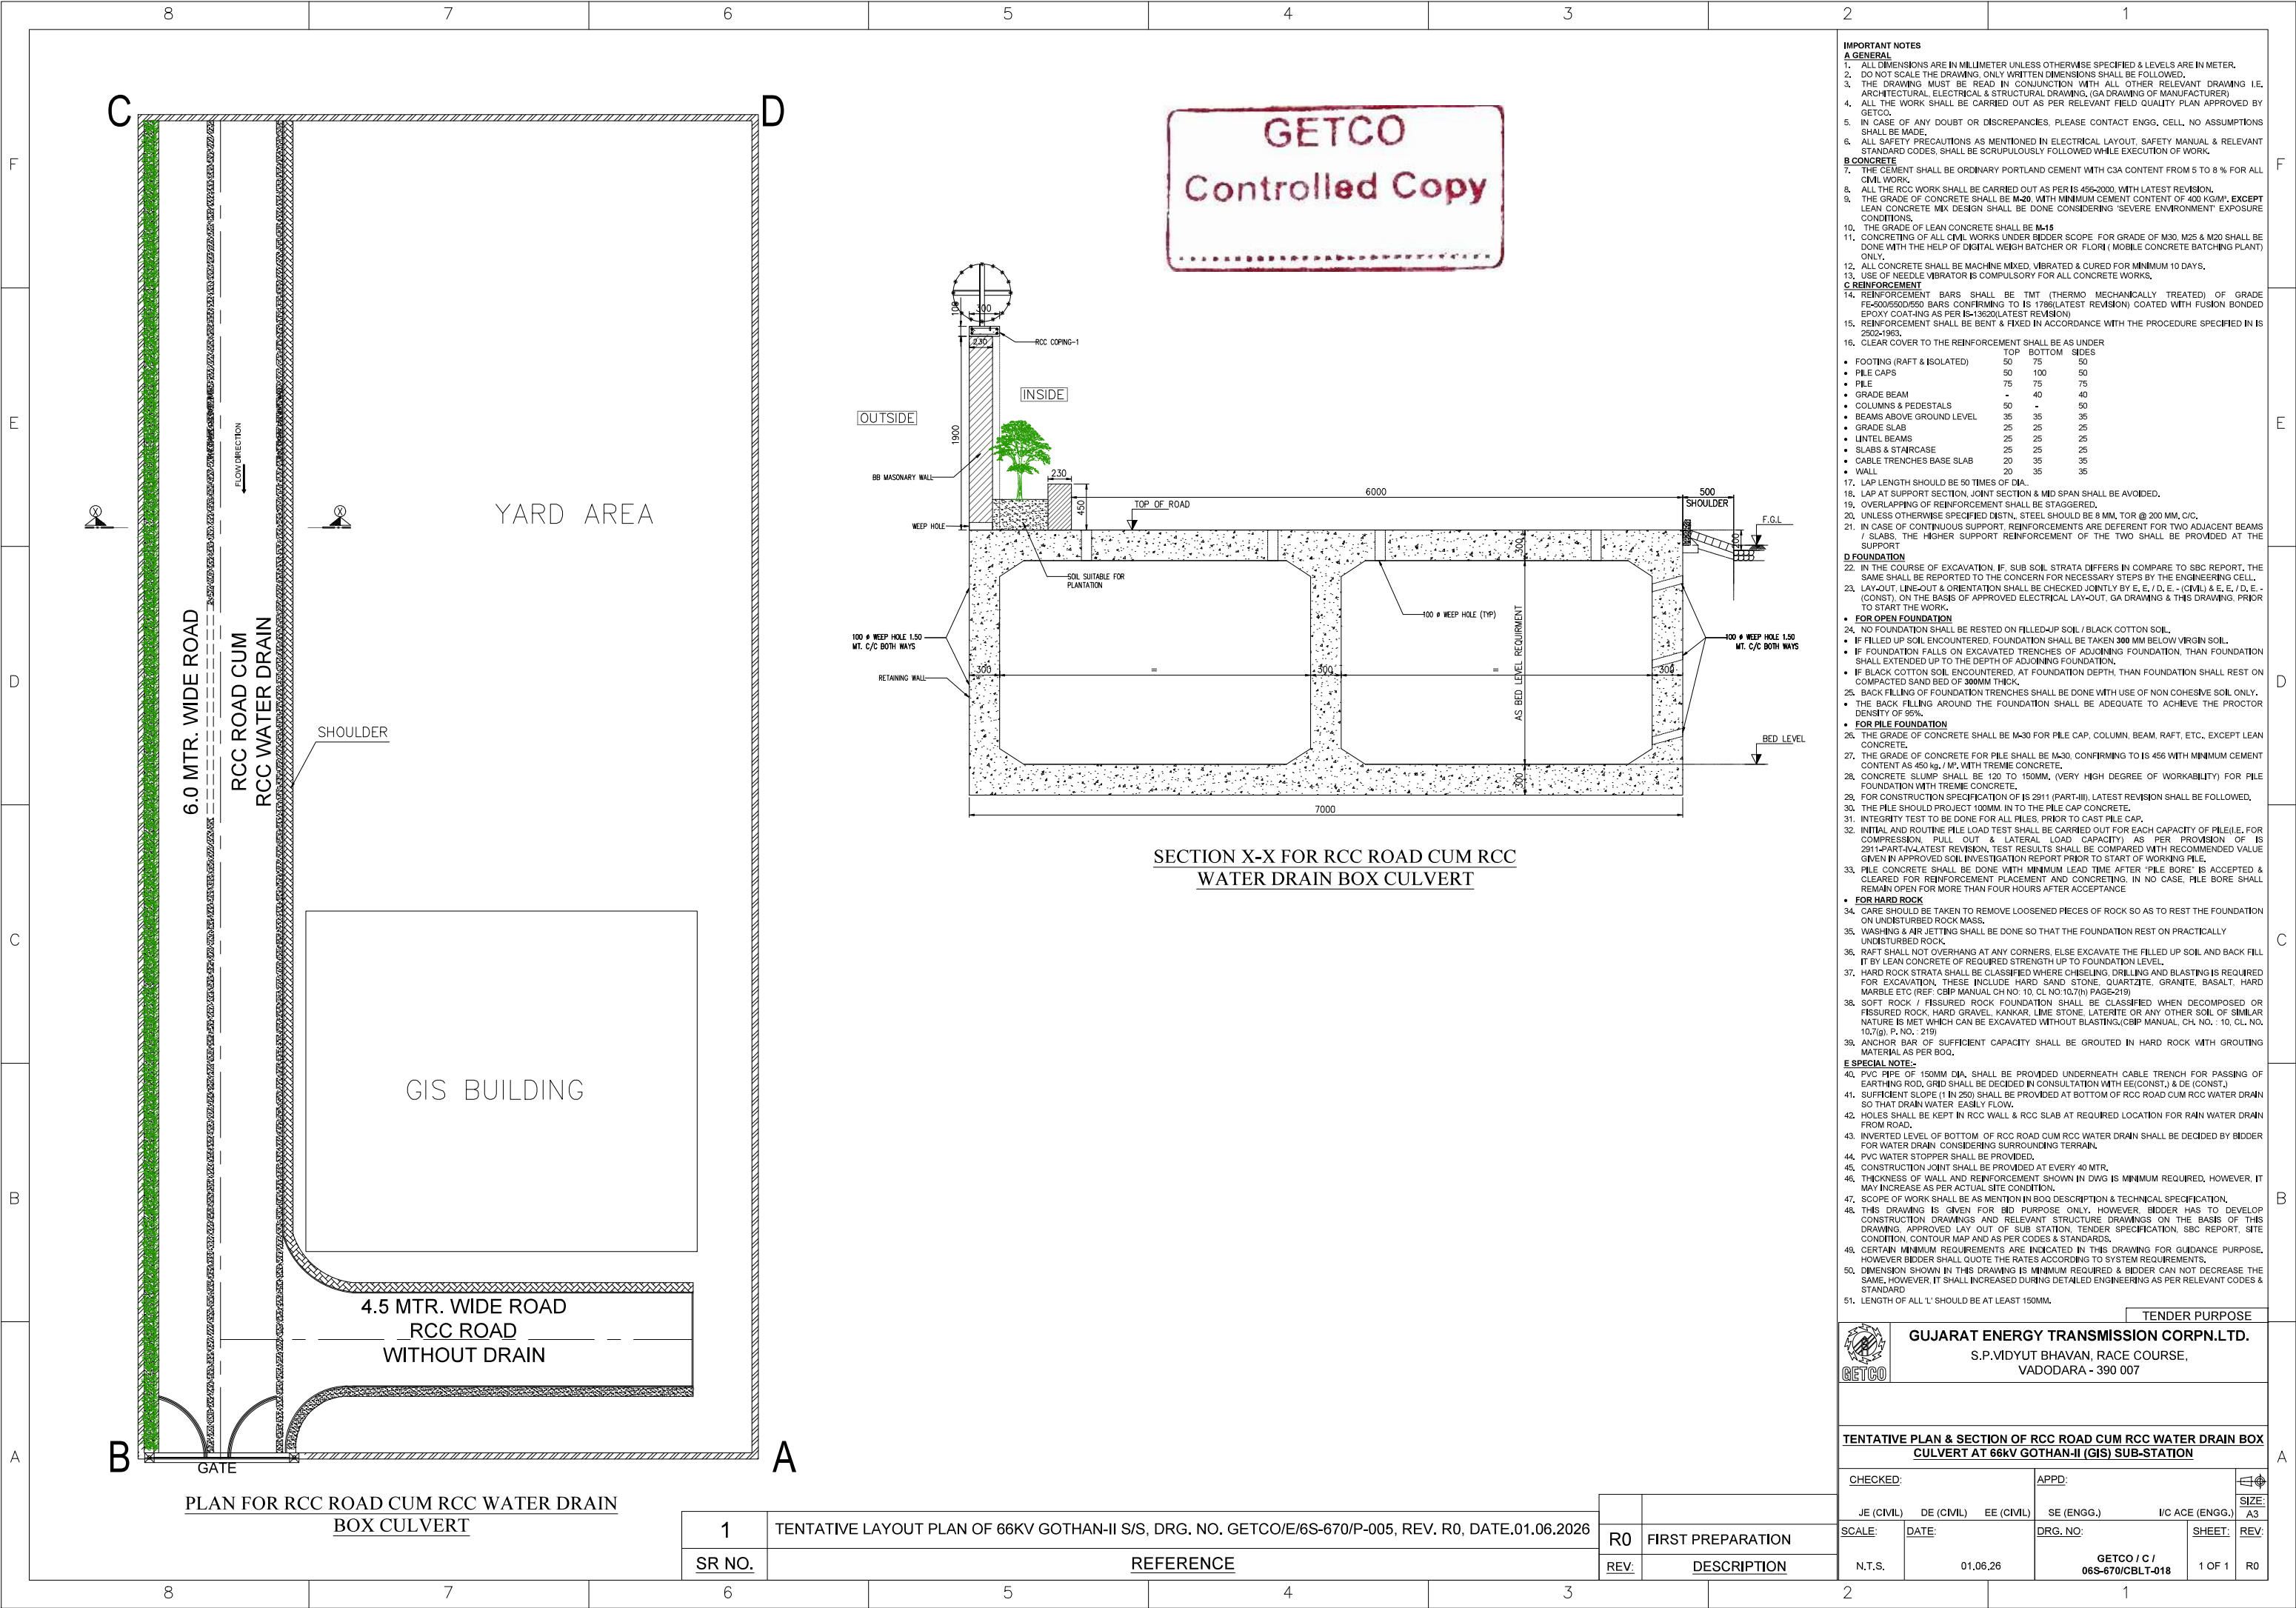 8 7 6 5 4 3 2 1
F
E
D
C
B
A
C
D
FLOW DIRECTION
X
X
YARD AREA
6.0 MTR. WIDE ROAD
RCC ROAD CUM
RCC WATER DRAIN
SHOULDER
GIS BUILDING
4.5 MTR. WIDE ROAD
RCC ROAD
WITHOUT DRAIN
B
GATE
A
PLAN FOR RCC ROAD CUM RCC WATER DRAIN
BOX CULVERT
GETCO
Controlled Copy
300
230
RCC COPING-1
INSIDE
OUTSIDE
1900
BB MASONARY WALL
230
450
WEEP HOLE
TOP OF ROAD
6000
500
SHOULDER
F.G.L
300
SOIL SUITABLE FOR
PLANTATION
100 ø WEEP HOLE (TYP)
100 ø WEEP HOLE 1.50
MT. C/C BOTH WAYS
100 ø WEEP HOLE 1.50
MT. C/C BOTH WAYS
RETAINING WALL
300
=
300
=
300
AS BED LEVEL REQUIRMENT
BED LEVEL
300
7000
SECTION X-X FOR RCC ROAD CUM RCC
WATER DRAIN BOX CULVERT
IMPORTANT NOTES
A GENERAL
1. ALL DIMENSIONS ARE IN MILLIMETER UNLESS OTHERWISE SPECIFIED & LEVELS ARE IN METER.
2. DO NOT SCALE THE DRAWING, ONLY WRITTEN DIMENSIONS SHALL BE FOLLOWED.
3. THE DRAWING MUST BE READ IN CONJUNCTION WITH ALL OTHER RELEVANT DRAWING I.E.
ARCHITECTURAL, ELECTRICAL & STRUCTURAL DRAWING, (GA DRAWING OF MANUFACTURER)
4. ALL THE WORK SHALL BE CARRIED OUT AS PER RELEVANT FIELD QUALITY PLAN APPROVED BY
GETCO.
5. IN CASE OF ANY DOUBT OR DISCREPANCIES, PLEASE CONTACT ENGG. CELL, NO ASSUMPTIONS
SHALL BE MADE.
6. ALL SAFETY PRECAUTIONS AS MENTIONED IN ELECTRICAL LAYOUT, SAFETY MANUAL & RELEVANT
STANDARD CODES, SHALL BE SCRUPULOUSLY FOLLOWED WHILE EXECUTION OF WORK.
B CONCRETE
7. THE CEMENT SHALL BE ORDINARY PORTLAND CEMENT WITH C3A CONTENT FROM 5 TO 8 % FOR ALL
CIVIL WORK.
8. ALL THE RCC WORK SHALL BE CARRIED OUT AS PER IS 456-2000, WITH LATEST REVISION.
9. THE GRADE OF CONCRETE SHALL BE M-20, WITH MINIMUM CEMENT CONTENT OF 400 KG/M³, EXCEPT
LEAN CONCRETE MIX DESIGN SHALL BE DONE CONSIDERING 'SEVERE ENVIRONMENT' EXPOSURE
CONDITIONS.
10. THE GRADE OF LEAN CONCRETE SHALL BE M-15
11. CONCRETING OF ALL CIVIL WORKS UNDER BIDDER SCOPE FOR GRADE OF M30, M25 & M20 SHALL BE
DONE WITH THE HELP OF DIGITAL WEIGH BATCHER OR FLORI ( MOBILE CONCRETE BATCHING PLANT)
ONLY.
12. ALL CONCRETE SHALL BE MACHINE MIXED, VIBRATED & CURED FOR MINIMUM 10 DAYS.
13. USE OF NEEDLE VIBRATOR IS COMPULSORY FOR ALL CONCRETE WORKS.
C REINFORCEMENT
14. REINFORCEMENT BARS SHALL BE TMT (THERMO MECHANICALLY TREATED) OF GRADE
FE-500/550D/550 BARS CONFIRMING TO IS 1786(LATEST REVISION) COATED WITH FUSION BONDED
EPOXY COAT-ING AS PER IS-13620(LATEST REVISION)
15. REINFORCEMENT SHALL BE BENT & FIXED IN ACCORDANCE WITH THE PROCEDURE SPECIFIED IN IS
2502-1963.
16. CLEAR COVER TO THE REINFORCEMENT SHALL BE AS UNDER
TOP BOTTOM SIDES
• FOOTING (RAFT & ISOLATED) 50 75 50
• PILE CAPS 50 100 50
• PILE 75 75 75
• GRADE BEAM - 40 40
• COLUMNS & PEDESTALS 50 - 50
• BEAMS ABOVE GROUND LEVEL 35 35 35
• GRADE SLAB 25 25 25
• LINTEL BEAMS 25 25 25
• SLABS & STAIRCASE 25 25 25
• CABLE TRENCHES BASE SLAB 20 35 35
• WALL 20 35 35
17. LAP LENGTH SHOULD BE 50 TIMES OF DIA..
18. LAP AT SUPPORT SECTION, JOINT SECTION & MID SPAN SHALL BE AVOIDED.
19. OVERLAPPING OF REINFORCEMENT SHALL BE STAGGERED.
20. UNLESS OTHERWISE SPECIFIED DISTN., STEEL SHOULD BE 8 MM, TOR @ 200 MM, C/C.
21. IN CASE OF CONTINUOUS SUPPORT, REINFORCEMENTS ARE DEFERENT FOR TWO ADJACENT BEAMS
/ SLABS, THE HIGHER SUPPORT REINFORCEMENT OF THE TWO SHALL BE PROVIDED AT THE
SUPPORT
D FOUNDATION
22. IN THE COURSE OF EXCAVATION, IF, SUB SOIL STRATA DIFFERS IN COMPARE TO SBC REPORT, THE
SAME SHALL BE REPORTED TO THE CONCERN FOR NECESSARY STEPS BY THE ENGINEERING CELL.
23. LAY-OUT, LINE-OUT & ORIENTATION SHALL BE CHECKED JOINTLY BY E. E. / D. E. - (CIVIL) & E. E. / D. E. -
(CONST), ON THE BASIS OF APPROVED ELECTRICAL LAY-OUT, GA DRAWING & THIS DRAWING, PRIOR
TO START THE WORK.
• FOR OPEN FOUNDATION
24. NO FOUNDATION SHALL BE RESTED ON FILLED-UP SOIL / BLACK COTTON SOIL.
• IF FILLED UP SOIL ENCOUNTERED, FOUNDATION SHALL BE TAKEN 300 MM BELOW VIRGIN SOIL.
• IF FOUNDATION FALLS ON EXCAVATED TRENCHES OF ADJOINING FOUNDATION, THAN FOUNDATION
SHALL EXTENDED UP TO THE DEPTH OF ADJOINING FOUNDATION.
• IF BLACK COTTON SOIL ENCOUNTERED, AT FOUNDATION DEPTH, THAN FOUNDATION SHALL REST ON
COMPACTED SAND BED OF 300MM THICK.
25. BACK FILLING OF FOUNDATION TRENCHES SHALL BE DONE WITH USE OF NON COHESIVE SOIL ONLY.
• THE BACK FILLING AROUND THE FOUNDATION SHALL BE ADEQUATE TO ACHIEVE THE PROCTOR
DENSITY OF 95%.
• FOR PILE FOUNDATION
26. THE GRADE OF CONCRETE SHALL BE M-30 FOR PILE CAP, COLUMN, BEAM, RAFT, ETC., EXCEPT LEAN
CONCRETE.
27. THE GRADE OF CONCRETE FOR PILE SHALL BE M-30, CONFIRMING TO IS 456 WITH MINIMUM CEMENT
CONTENT AS 450 kg. / M³, WITH TREMIE CONCRETE.
28. CONCRETE SLUMP SHALL BE 120 TO 150MM. (VERY HIGH DEGREE OF WORKABILITY) FOR PILE
FOUNDATION WITH TREMIE CONCRETE.
29. FOR CONSTRUCTION SPECIFICATION OF IS 2911 (PART-III), LATEST REVISION SHALL BE FOLLOWED.
30. THE PILE SHOULD PROJECT 100MM. IN TO THE PILE CAP CONCRETE.
31. INTEGRITY TEST TO BE DONE FOR ALL PILES, PRIOR TO CAST PILE CAP.
32. INITIAL AND ROUTINE PILE LOAD TEST SHALL BE CARRIED OUT FOR EACH CAPACITY OF PILE(I.E. FOR
COMPRESSION, PULL OUT & LATERAL LOAD CAPACITY) AS PER PROVISION OF IS
2911-PART-IV-LATEST REVISION. TEST RESULTS SHALL BE COMPARED WITH RECOMMENDED VALUE
GIVEN IN APPROVED SOIL INVESTIGATION REPORT PRIOR TO START OF WORKING PILE.
33. PILE CONCRETE SHALL BE DONE WITH MINIMUM LEAD TIME AFTER "PILE BORE" IS ACCEPTED &
CLEARED FOR REINFORCEMENT PLACEMENT AND CONCRETING. IN NO CASE, PILE BORE SHALL
REMAIN OPEN FOR MORE THAN FOUR HOURS AFTER ACCEPTANCE
• FOR HARD ROCK
34. CARE SHOULD BE TAKEN TO REMOVE LOOSENED PIECES OF ROCK SO AS TO REST THE FOUNDATION
ON UNDISTURBED ROCK MASS.
35. WASHING & AIR JETTING SHALL BE DONE SO THAT THE FOUNDATION REST ON PRACTICALLY
UNDISTURBED ROCK.
36. RAFT SHALL NOT OVERHANG AT ANY CORNERS, ELSE EXCAVATE THE FILLED UP SOIL AND BACK FILL
IT BY LEAN CONCRETE OF REQUIRED STRENGTH UP TO FOUNDATION LEVEL.
37. HARD ROCK STRATA SHALL BE CLASSIFIED WHERE CHISELING, DRILLING AND BLASTING IS REQUIRED
FOR EXCAVATION. THESE INCLUDE HARD SAND STONE, QUARTZITE, GRANITE, BASALT, HARD
MARBLE ETC (REF: CBIP MANUAL CH NO: 10, CL NO:10.7(h) PAGE-219)
38. SOFT ROCK / FISSURED ROCK FOUNDATION SHALL BE CLASSIFIED WHEN DECOMPOSED OR
FISSURED ROCK, HARD GRAVEL, KANKAR, LIME STONE, LATERITE OR ANY OTHER SOIL OF SIMILAR
NATURE IS MET WHICH CAN BE EXCAVATED WITHOUT BLASTING.(CBIP MANUAL, CH. NO. : 10, CL. NO.
10.7(g), P. NO. : 219)
39. ANCHOR BAR OF SUFFICIENT CAPACITY SHALL BE GROUTED IN HARD ROCK WITH GROUTING
MATERIAL AS PER BOQ.
E SPECIAL NOTE:-
40. PVC PIPE OF 150MM DIA, SHALL BE PROVIDED UNDERNEATH CABLE TRENCH FOR PASSING OF
EARTHING ROD, GRID SHALL BE DECIDED IN CONSULTATION WITH EE(CONST.) & DE (CONST.)
41. SUFFICIENT SLOPE (1 IN 250) SHALL BE PROVIDED AT BOTTOM OF RCC ROAD CUM RCC WATER DRAIN
SO THAT DRAIN WATER EASILY FLOW.
42. HOLES SHALL BE KEPT IN RCC WALL & RCC SLAB AT REQUIRED LOCATION FOR RAIN WATER DRAIN
FROM ROAD.
43. INVERTED LEVEL OF BOTTOM OF RCC ROAD CUM RCC WATER DRAIN SHALL BE DECIDED BY BIDDER
FOR WATER DRAIN CONSIDERING SURROUNDING TERRAIN.
44. PVC WATER STOPPER SHALL BE PROVIDED.
45. CONSTRUCTION JOINT SHALL BE PROVIDED AT EVERY 40 MTR.
46. THICKNESS OF WALL AND REINFORCEMENT SHOWN IN DWG IS MINIMUM REQUIRED, HOWEVER, IT
MAY INCREASE AS PER ACTUAL SITE CONDITION.
47. SCOPE OF WORK SHALL BE AS MENTION IN BOQ DESCRIPTION & TECHNICAL SPECIFICATION.
48. THIS DRAWING IS GIVEN FOR BID PURPOSE ONLY. HOWEVER, BIDDER HAS TO DEVELOP
CONSTRUCTION DRAWINGS AND RELEVANT STRUCTURE DRAWINGS ON THE BASIS OF THIS
DRAWING, APPROVED LAY OUT OF SUB STATION, TENDER SPECIFICATION, SBC REPORT, SITE
CONDITION, CONTOUR MAP AND AS PER CODES & STANDARDS.
49. CERTAIN MINIMUM REQUIREMENTS ARE INDICATED IN THIS DRAWING FOR GUIDANCE PURPOSE,
HOWEVER BIDDER SHALL QUOTE THE RATES ACCORDING TO SYSTEM REQUIREMENTS.
50. DIMENSION SHOWN IN THIS DRAWING IS MINIMUM REQUIRED & BIDDER CAN NOT DECREASE THE
SAME, HOWEVER, IT SHALL INCREASED DURING DETAILED ENGINEERING AS PER RELEVANT CODES &
STANDARD
51. LENGTH OF ALL 'L' SHOULD BE AT LEAST 150MM.
TENDER PURPOSE
GETCO
GUJARAT ENERGY TRANSMISSION CORPN.LTD.
S.P.VIDYUT BHAVAN, RACE COURSE,
VADODARA - 390 007
TENTATIVE PLAN & SECTION OF RCC ROAD CUM RCC WATER DRAIN BOX
CULVERT AT 66kV GOTHAN-II (GIS) SUB-STATION
CHECKED: APPD:
SIZE:
JE (CIVIL) DE (CIVIL) EE (CIVIL) SE (ENGG.) I/C ACE (ENGG.) A3
SCALE: DATE: DRG. NO: SHEET: REV:
N.T.S. 01.06.26 GETCO / C /
06S-670/CBLT-018 1 OF 1 R0
1 TENTATIVE LAYOUT PLAN OF 66KV GOTHAN-II S/S, DRG. NO. GETCO/E/6S-670/P-005, REV. R0, DATE.01.06.2026
SR NO. REFERENCE
R0 FIRST PREPARATION
REV: DESCRIPTION
F
E
D
C
B
A
8 7 6 5 4 3 2 1